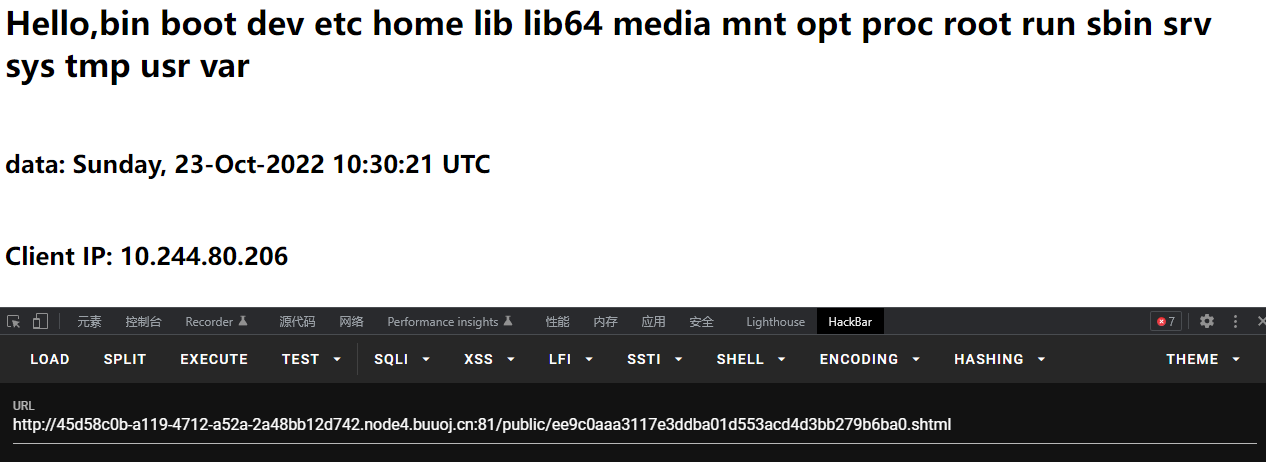 Hello,bin boot dev etc home lib lib64 media mnt opt proc root run sbin srv
sys tmp usr var
data: Sunday, 23-Oct-2022 10:30:21 UTC
Client IP: 10.244.80.206
元素 控制台 Recorder 源代码 网络 Performance insights 性能 内存 应用 安全 Lighthouse HackBar 7
LOAD SPLIT EXECUTE TEST SQLI XSS LFI SSTI SHELL ENCODING HASHING THEME
URL
http://45d58c0b-a119-4712-a52a-2a48bb12d742.node4.buuoj.cn:81/public/ee9c0aaa3117e3ddba01d553acd4d3bb279b6ba0.shtml